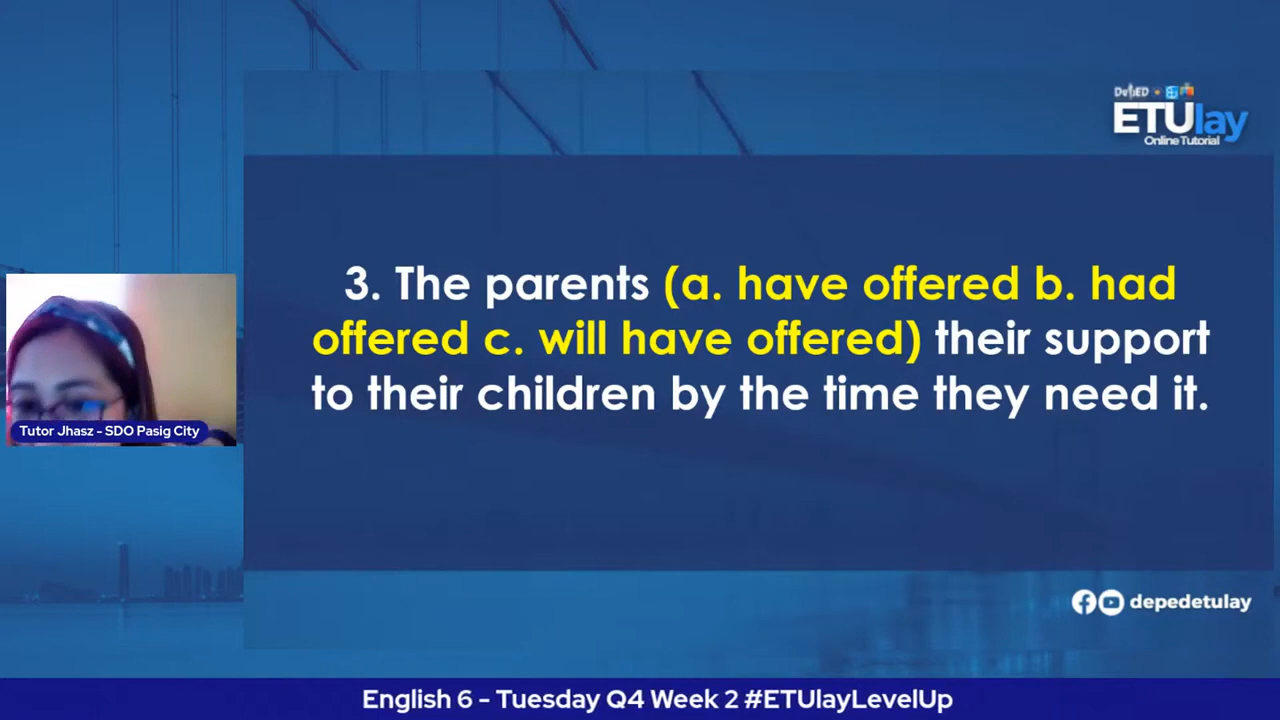 DepED
ETUlay
Online Tutorial
3. The parents (a. have offered b. had
offered c. will have offered) their support
to their children by the time they need it.
Tutor Jhasz - SDO Pasig City
depedetulay
English 6 - Tuesday Q4 Week 2 #ETUlayLevelUp